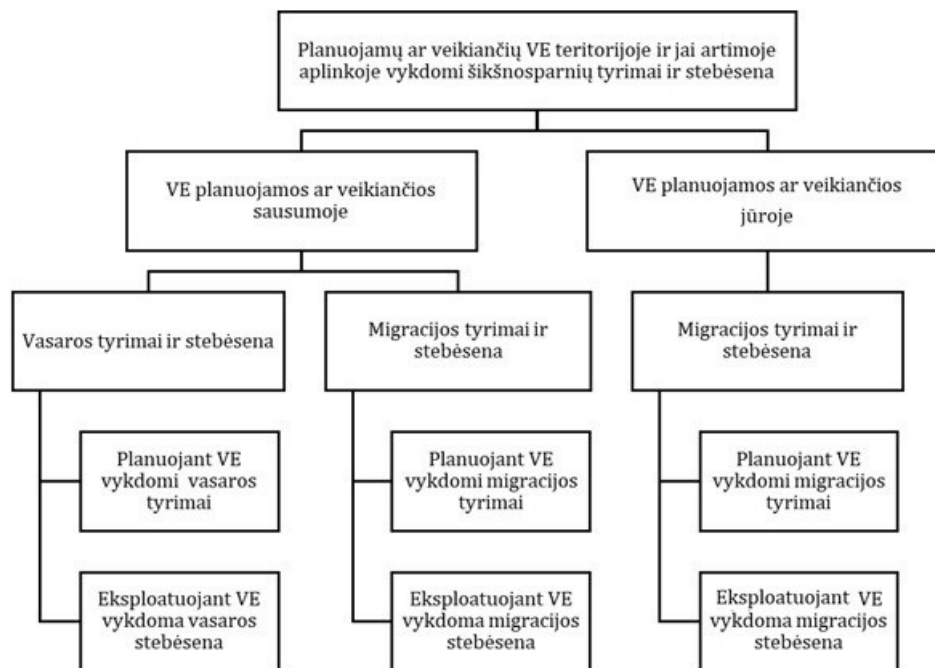 Planuojamų ar veikiančių VE teritorijoje ir jai artimoje
aplinkoje vykdomi šikšnosparnių tyrimai ir stebėsena
VE planuojamos ar veikiančios
sausumoje
VE planuojamos ar veikiančios
jūroje
Vasaros tyrimai ir stebėsena
Migracijos tyrimai ir
stebėsena
Migracijos tyrimai ir
stebėsena
Planuojant VE
vykdomi vasaros
tyrimai
Planuojant VE
vykdomi migracijos
tyrimai
Planuojant VE
vykdomi migracijos
tyrimai
Eksploatuojant VE
vykdoma vasaros
stebėsena
Eksploatuojant VE
vykdoma migracijos
stebėsena
Eksploatuojant VE
vykdoma migracijos
stebėsena